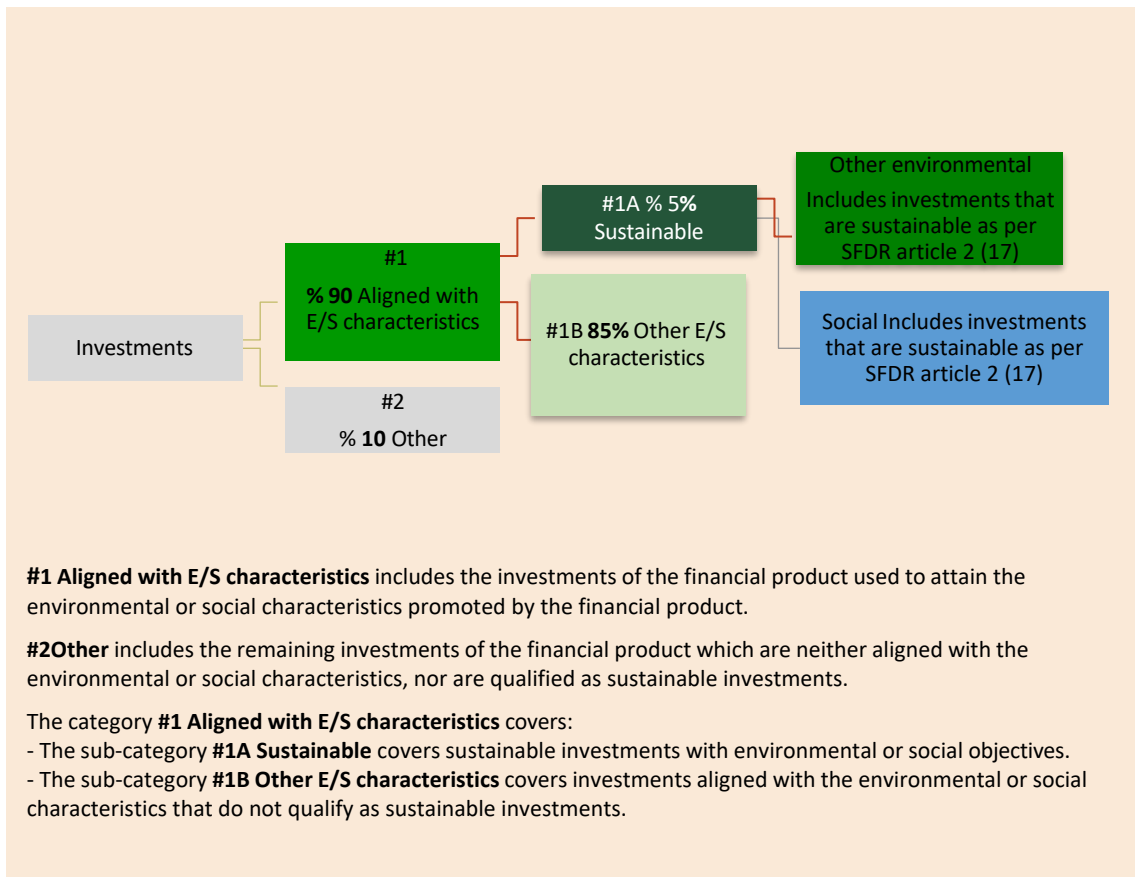 Investments
#1
% 90 Aligned with
E/S characteristics
#2
% 10 Other
#1A % 5%
Sustainable
#1B 85% Other E/S
characteristics
Other environmental
Includes investments that
are sustainable as per
SFDR article 2 (17)
Social Includes investments
that are sustainable as per
SFDR article 2 (17)
#1 Aligned with E/S characteristics includes the investments of the financial product used to attain the
environmental or social characteristics promoted by the financial product.
#2Other includes the remaining investments of the financial product which are neither aligned with the
environmental or social characteristics, nor are qualified as sustainable investments.
The category #1 Aligned with E/S characteristics covers:
- The sub-category #1A Sustainable covers sustainable investments with environmental or social objectives.
- The sub-category #1B Other E/S characteristics covers investments aligned with the environmental or social
characteristics that do not qualify as sustainable investments.